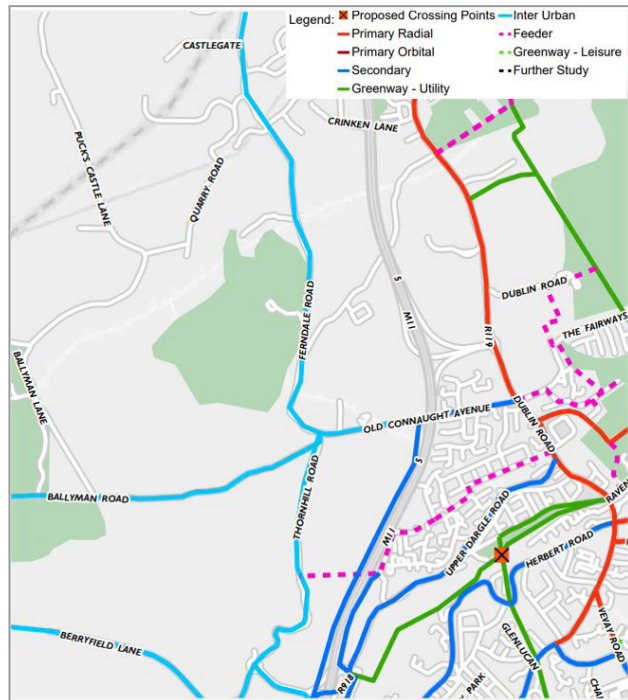 Legend:
Proposed Crossing Points
Primary Radial
Primary Orbital
Secondary
Greenway - Utility
Inter Urban
Feeder
Greenway - Leisure
Further Study
CASTLEGATE
CRINKEN LANE
PUCK'S CASTLE LANE
QUARRY ROAD
S
M11
FERNDALE ROAD
R119
DUBLIN ROAD
THE FAIRWAYS
BALLYMAN LANE
DUBLIN ROAD
OLD CONNAUGHT AVENUE
S
BALLYMAN ROAD
THORNHILL ROAD
M11
UPPER DARGLE ROAD
RAVEN
HERBERT ROAD
GLENLUCAN
VEVAY ROAD
VEVE
BERRYFIELD LANE
R918
Y PARK
CHA